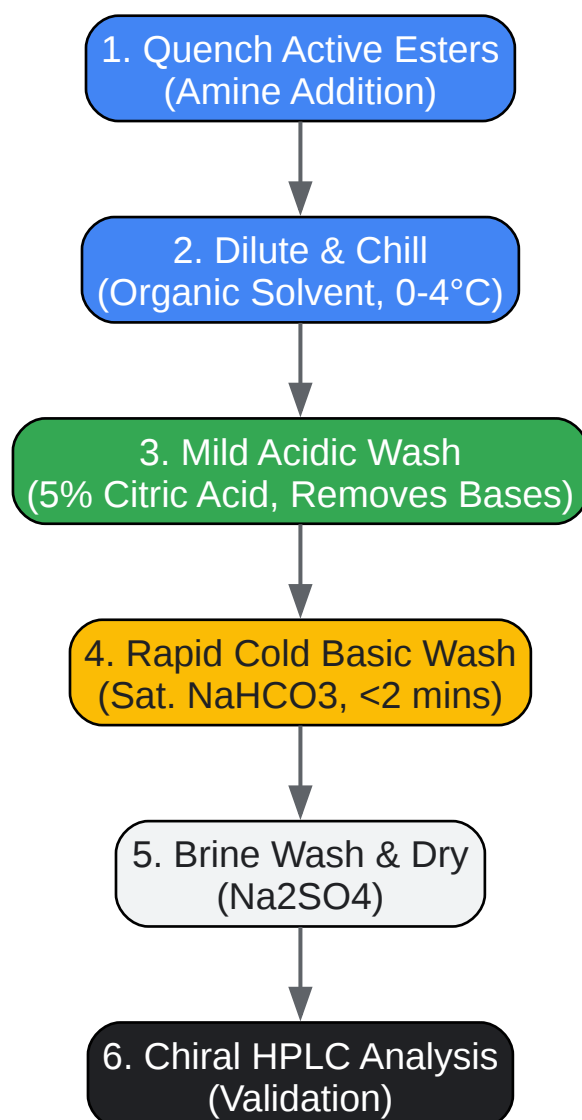 1. Quench Active Esters
(Amine Addition)
2. Dilute & Chill
(Organic Solvent, 0-4°C)
3. Mild Acidic Wash
(5% Citric Acid, Removes Bases)
4. Rapid Cold Basic Wash
(Sat. NaHCO3, <2 mins)
5. Brine Wash & Dry
(Na2SO4)
6. Chiral HPLC Analysis
(Validation)